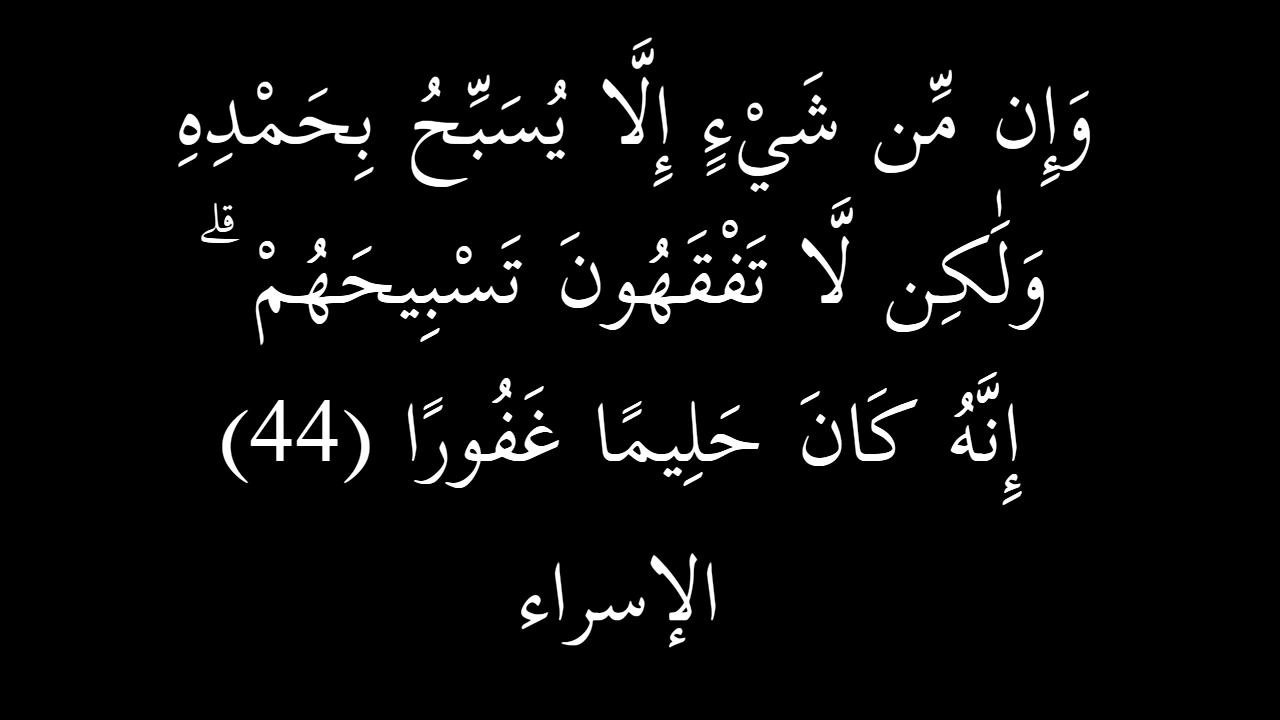 وَإِن مِّن شَيْءٍ إِلَّا يُسَبِّحُ بِحَمْدِهِ
وَلَٰكِن لَّا تَفْقَهُونَ تَسْبِيحَهُمْ ۗ
إِنَّهُ كَانَ حَلِيمًا غَفُورًا (44)
الإسراء